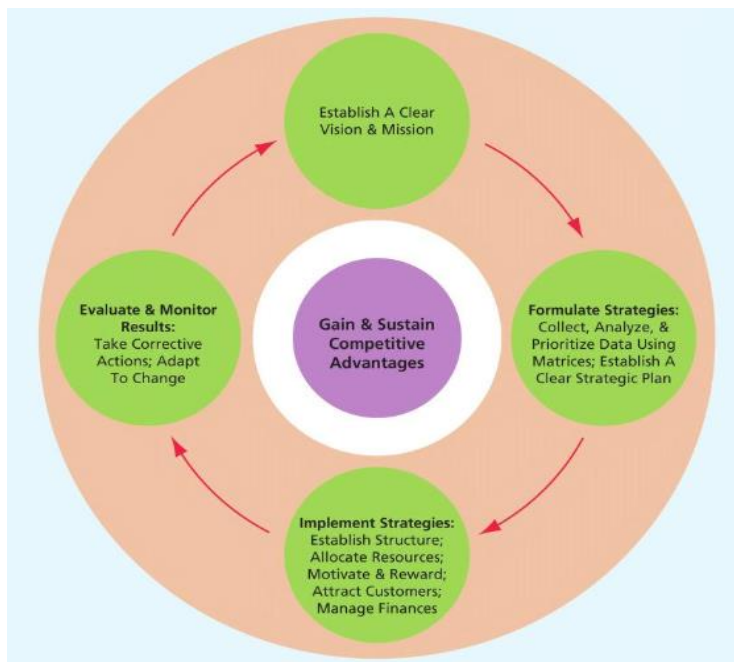 Establish A Clear
Vision & Mission
Evaluate & Monitor
Results:
Take Corrective
Actions; Adapt
To Change
Gain & Sustain
Competitive
Advantages
Formulate Strategies:
Collect, Analyze, &
Prioritize Data Using
Matrices; Establish A
Clear Strategic Plan
Implement Strategies:
Establish Structure;
Allocate Resources;
Motivate & Reward;
Attract Customers;
Manage Finances